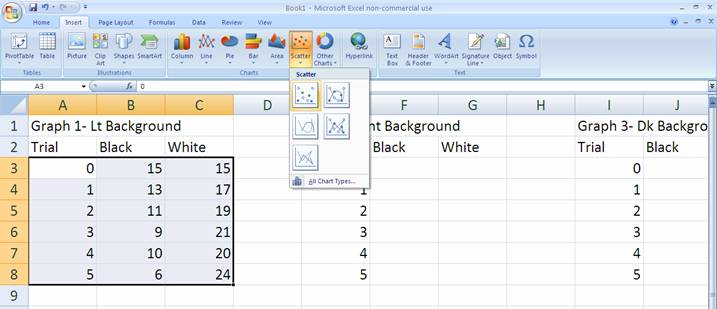 Book1 - Microsoft Excel non-commercial use
Home Insert Page Layout Formulas Data Review View
PivotTable Table Picture Clip Art Shapes SmartArt Column Line Pie Bar Area Scatter Other Charts Hyperlink Text Box Header & Footer WordArt Signature Line Object Symbol
Tables Illustrations Charts Text
Scatter
All Chart Types...
A3 fx 0
A B C D F G H I J
1 Graph 1- Lt Background nt Background Graph 3- Dk Backgro
2 Trial Black White Black White Trial Black
3 0 15 15 0
4 1 13 17 1 1
5 2 11 19 2 2
6 3 9 21 3 3
7 4 10 20 4 4
8 5 6 24 5 5
9